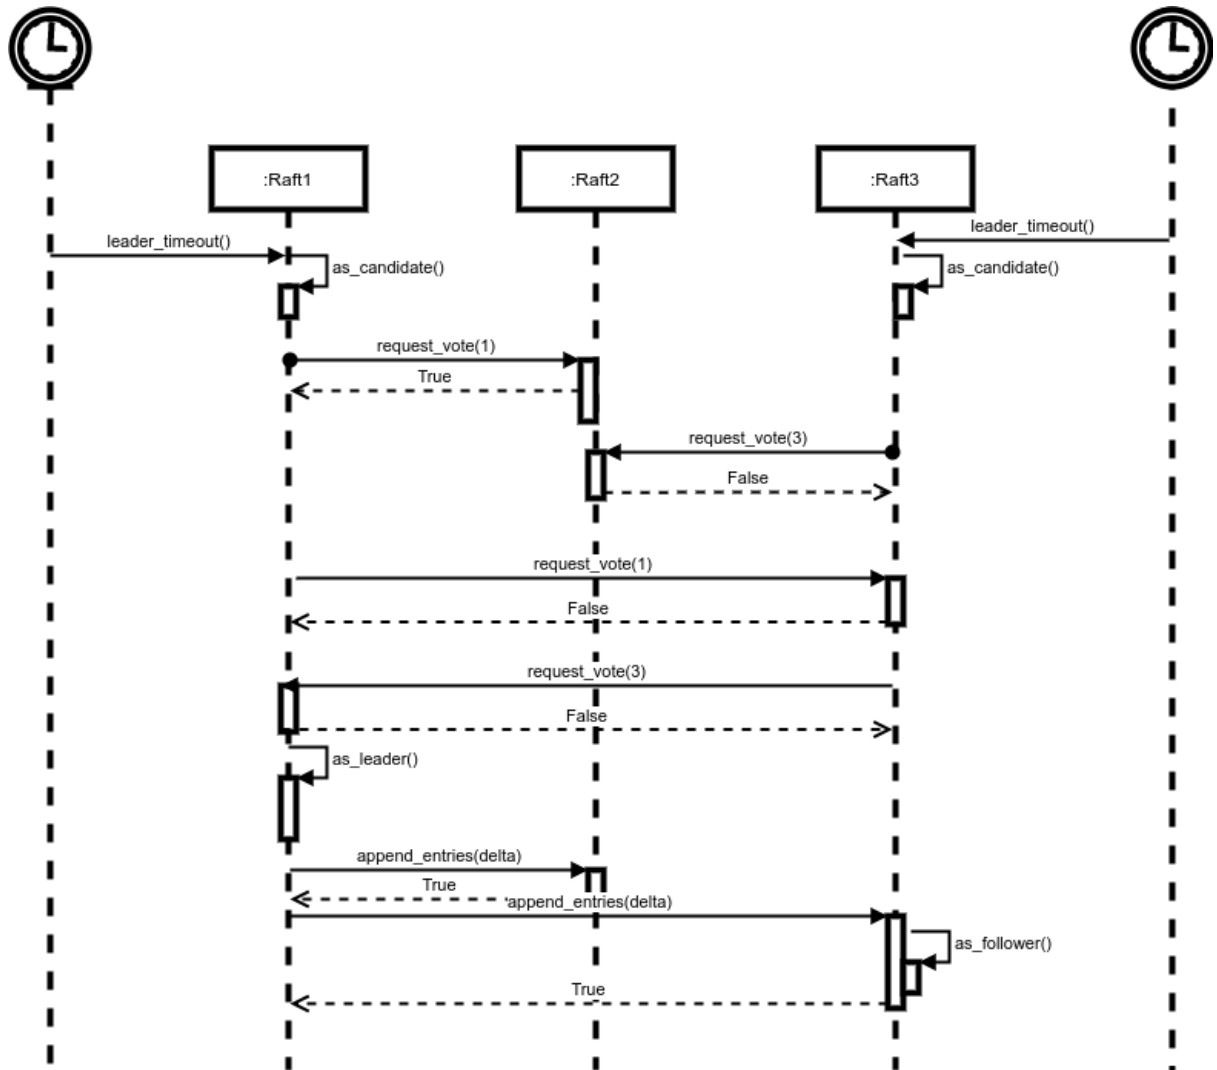 :Raft1
:Raft2
:Raft3
leader_timeout()
leader_timeout()
as_candidate()
as_candidate()
request_vote(1)
True
request_vote(3)
False
request_vote(1)
False
request_vote(3)
False
as_leader()
append_entries(delta)
True
append_entries(delta)
as_follower()
True